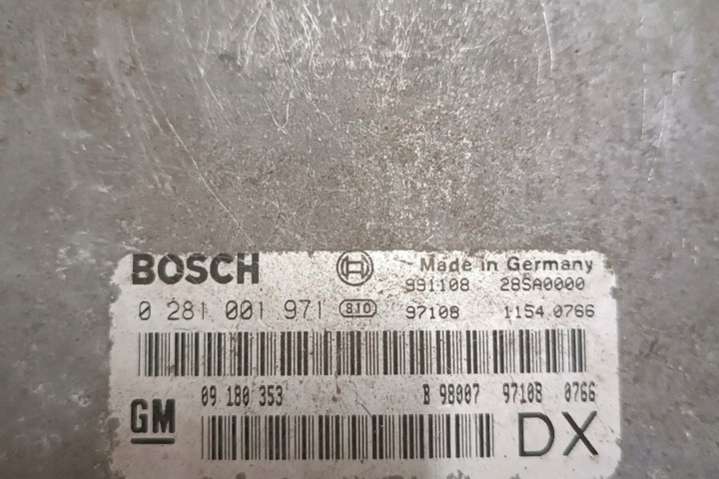 BOSCH Made in Germany
991108 28SA0000
0 281 001 971 SJO 97108 1154.0766
09 180 353 B 98007 97108 0766
GM DX